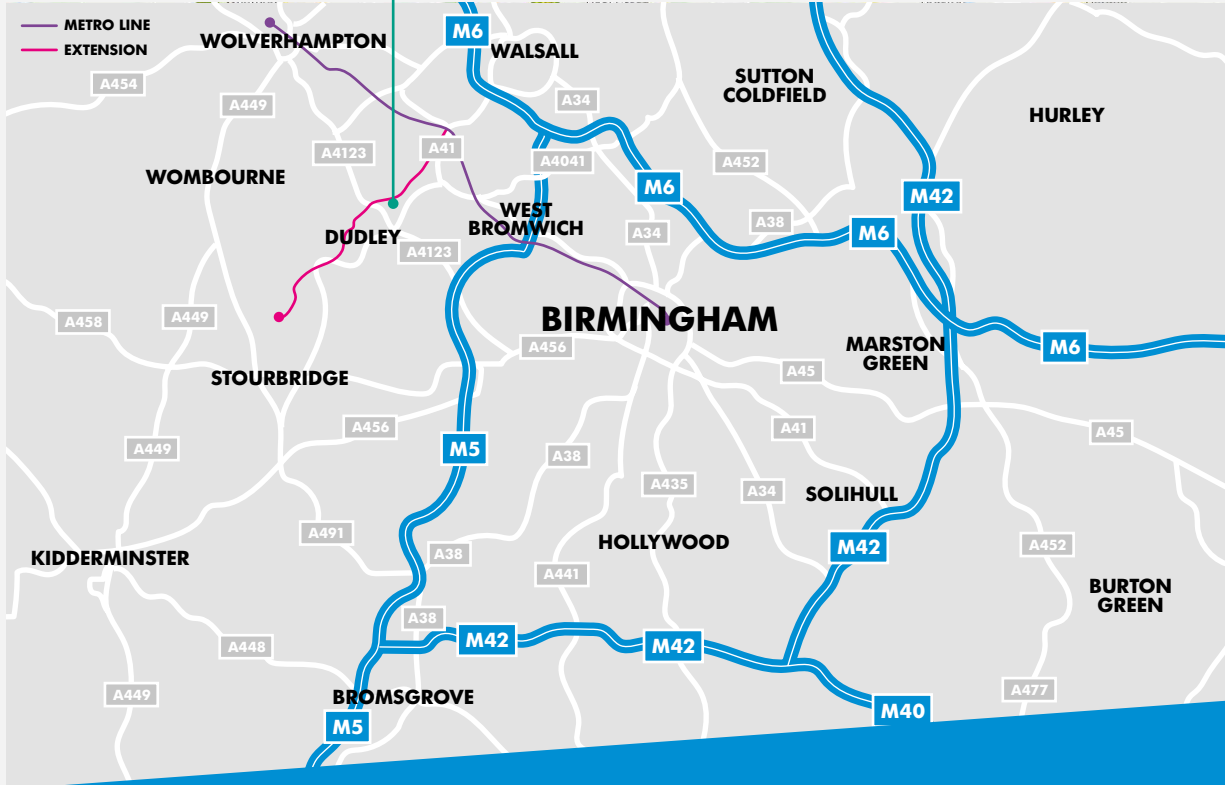 METRO LINE
EXTENSION
WOLVERHAMPTON
M6
WALSALL
A454
A449
A34
SUTTON
COLDFIELD
HURLEY
A4123
A41
A4041
A452
WOMBOURNE
M6
M42
WEST
BROMWICH
DUDLEY
A4123
A34
A38
M6
A458
A449
BIRMINGHAM
A456
MARSTON
GREEN
M6
STOURBRIDGE
A45
A456
A41
A45
A449
M5
A38
A435
A34
SOLIHULL
A491
HOLLYWOOD
M42
A452
KIDDERMINSTER
A38
A441
BURTON
GREEN
A38
A448
M42
M42
A449
BROMSGROVE
A477
M5
M40